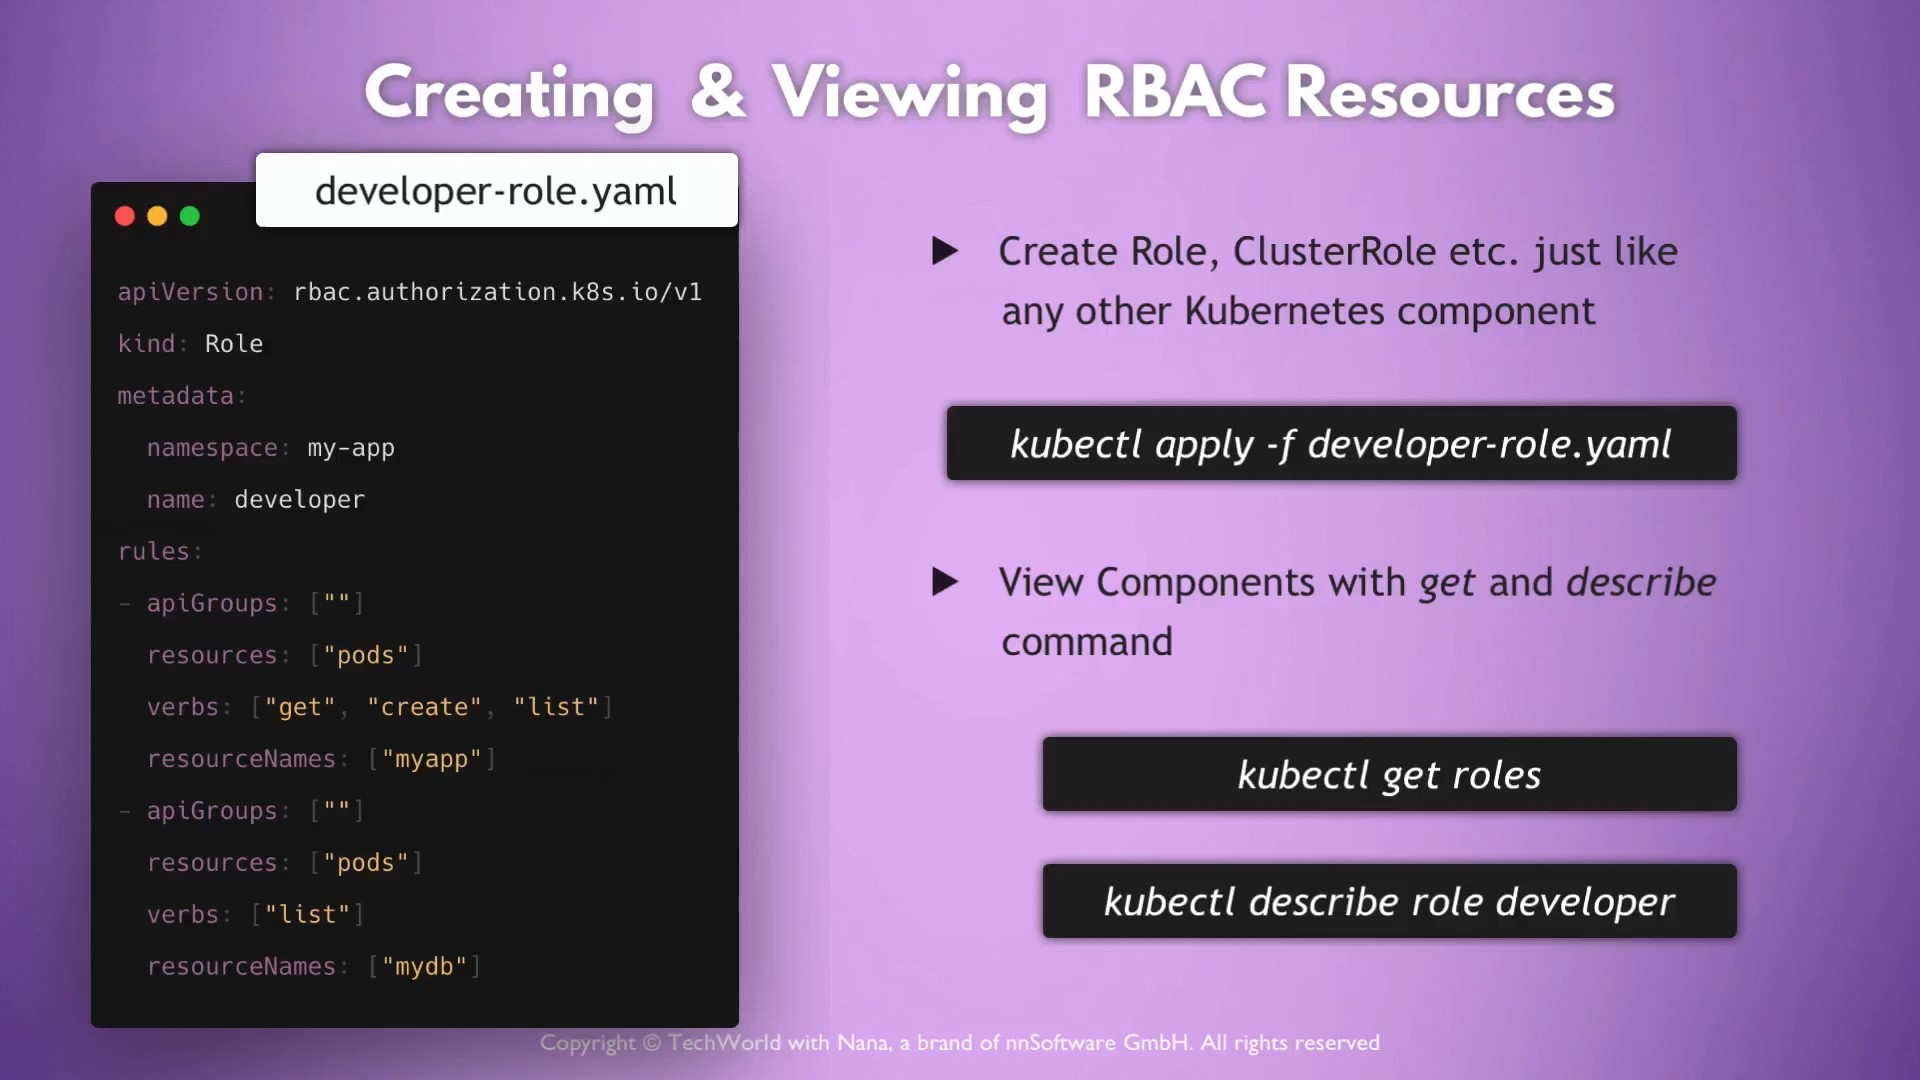 Creating & Viewing RBAC Resources
developer-role.yaml
apiVersion: rbac.authorization.k8s.io/v1
kind: Role
metadata:
  namespace: my-app
  name: developer
rules:
- apiGroups: [""]
  resources: ["pods"]
  verbs: ["get", "create", "list"]
  resourceNames: ["myapp"]
- apiGroups: [""]
  resources: ["pods"]
  verbs: ["list"]
  resourceNames: ["mydb"]
Create Role, ClusterRole etc. just like
any other Kubernetes component
kubectl apply -f developer-role.yaml
View Components with get and describe
command
kubectl get roles
kubectl describe role developer
Copyright © TechWorld with Nana, a brand of nnSoftware GmbH. All rights reserved